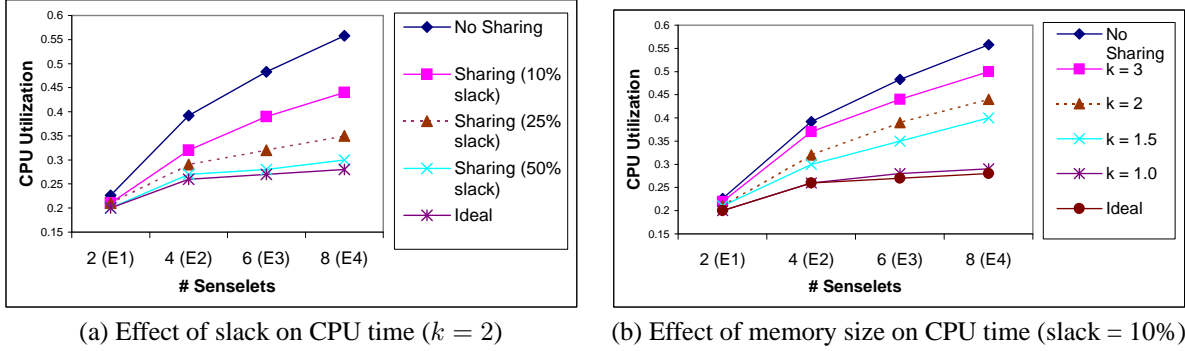 0.6
0.55
0.5
0.45
0.4
0.35
0.3
0.25
0.2
0.15
CPU Utilization
2 (E1) 4 (E2) 6 (E3) 8 (E4)
# Senselets
No Sharing
Sharing (10%
slack)
Sharing (25%
slack)
Sharing (50%
slack)
Ideal
(a) Effect of slack on CPU time (k = 2)
0.6
0.55
0.5
0.45
0.4
0.35
0.3
0.25
0.2
0.15
CPU Utilization
2 (E1) 4 (E2) 6 (E3) 8 (E4)
# Senselets
No
Sharing
k = 3
k = 2
k = 1.5
k = 1.0
Ideal
(b) Effect of memory size on CPU time (slack = 10%)